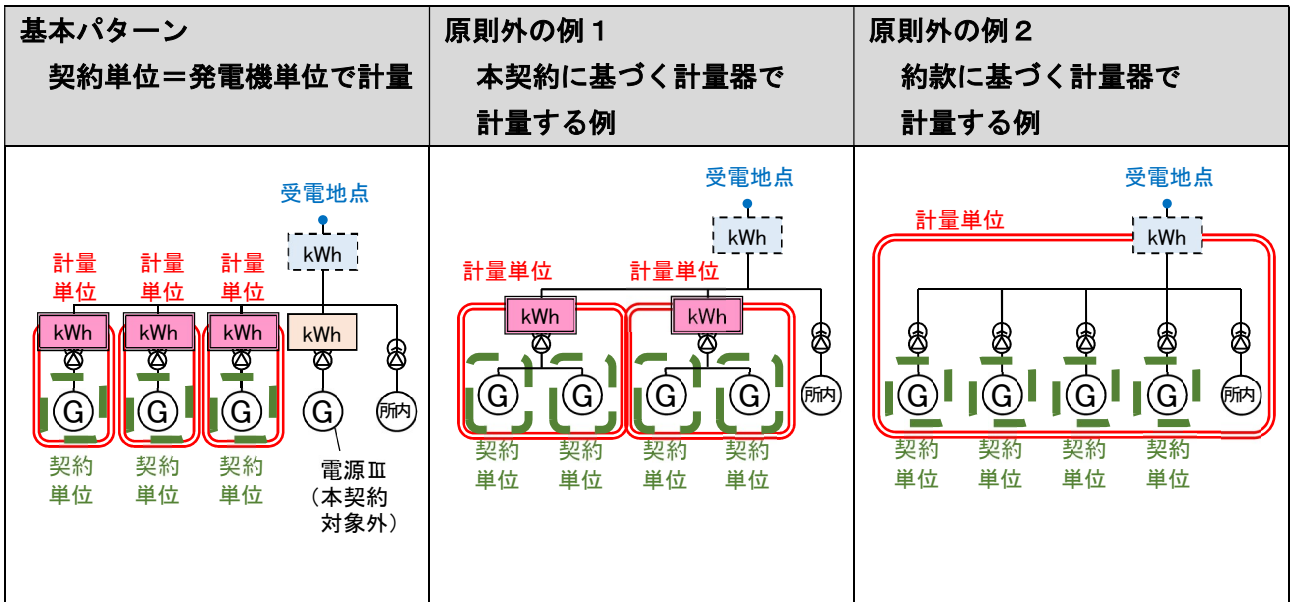 基本パターン
契約単位=発電機単位で計量
原則外の例1
本契約に基づく計量器で
計量する例
原則外の例2
約款に基づく計量器で
計量する例
受電地点
kWh
計量
単位
計量
単位
計量
単位
kWh
kWh
kWh
kWh
G
G
G
G
所内
契約
単位
契約
単位
契約
単位
電源Ⅲ
(本契約
対象外)
受電地点
kWh
計量単位
計量単位
kWh
kWh
G
G
G
G
所内
契約
単位
契約
単位
契約
単位
契約
単位
受電地点
計量単位
kWh
G
G
G
G
所内
契約
単位
契約
単位
契約
単位
契約
単位